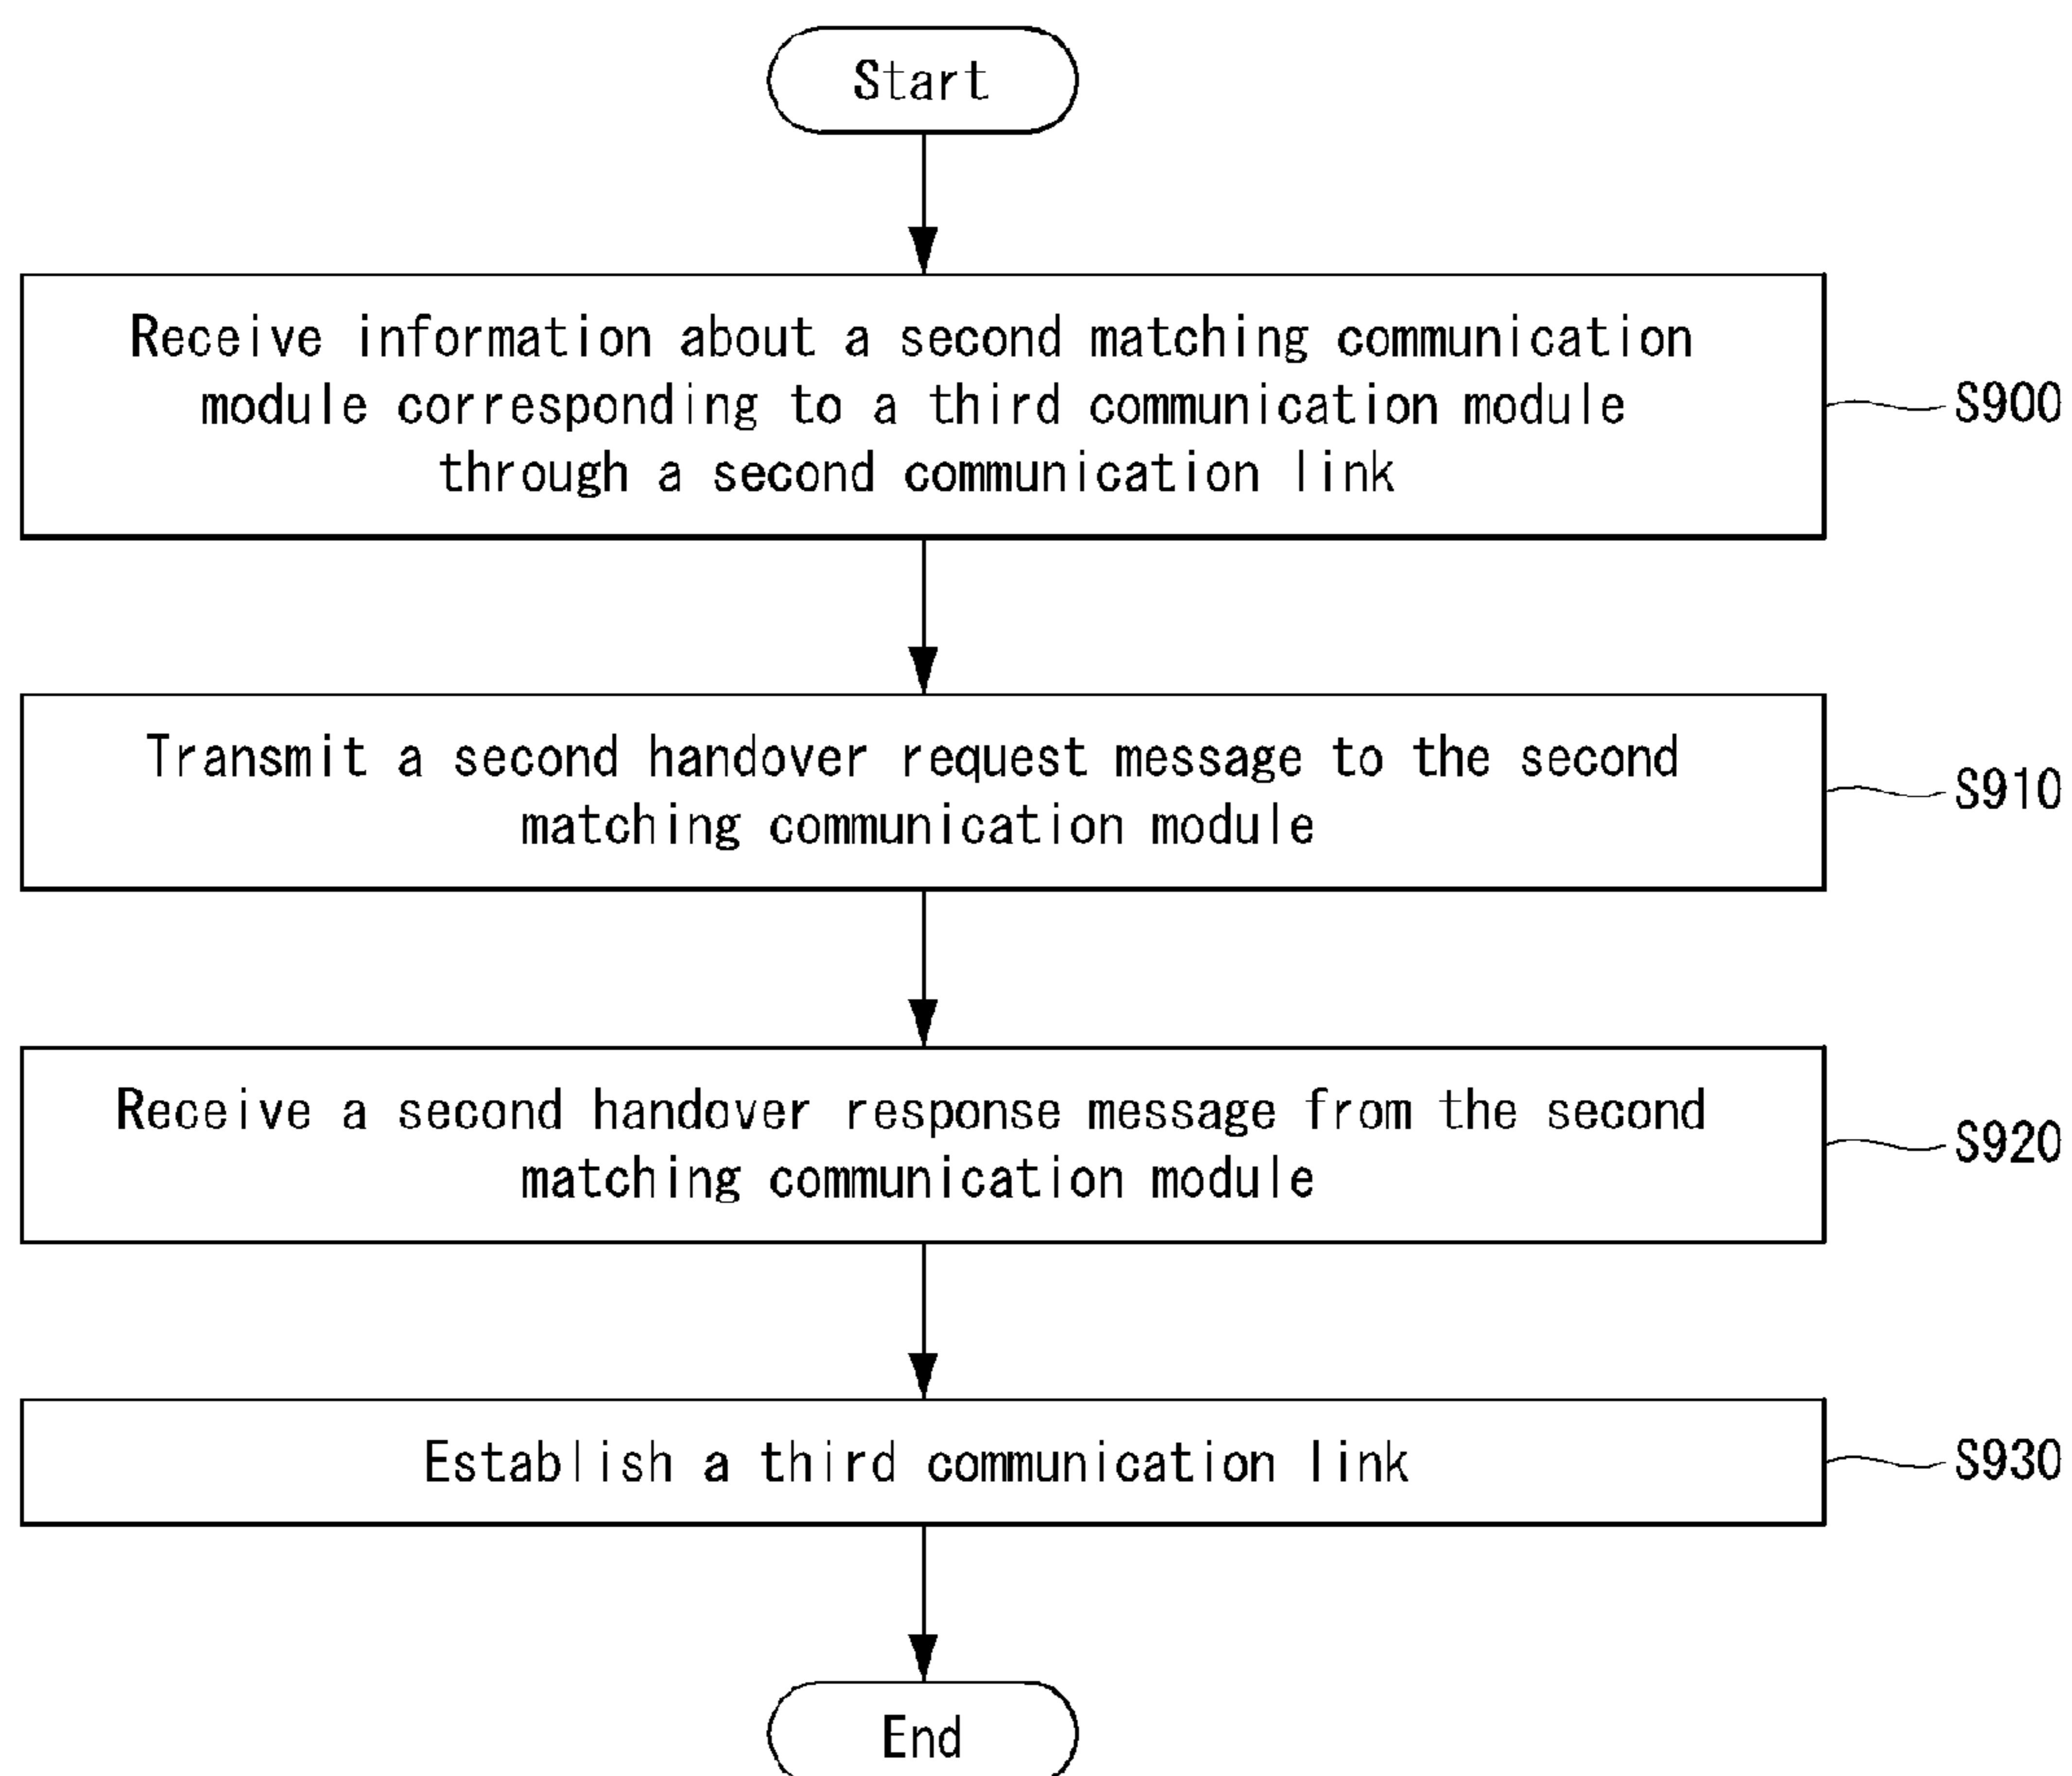 Start
Receive information about a second matching communication
module corresponding to a third communication module
through a second communication link
S900
Transmit a second handover request message to the second
matching communication module
S910
Receive a second handover response message from the second
matching communication module
S920
Establish a third communication link
S930
End